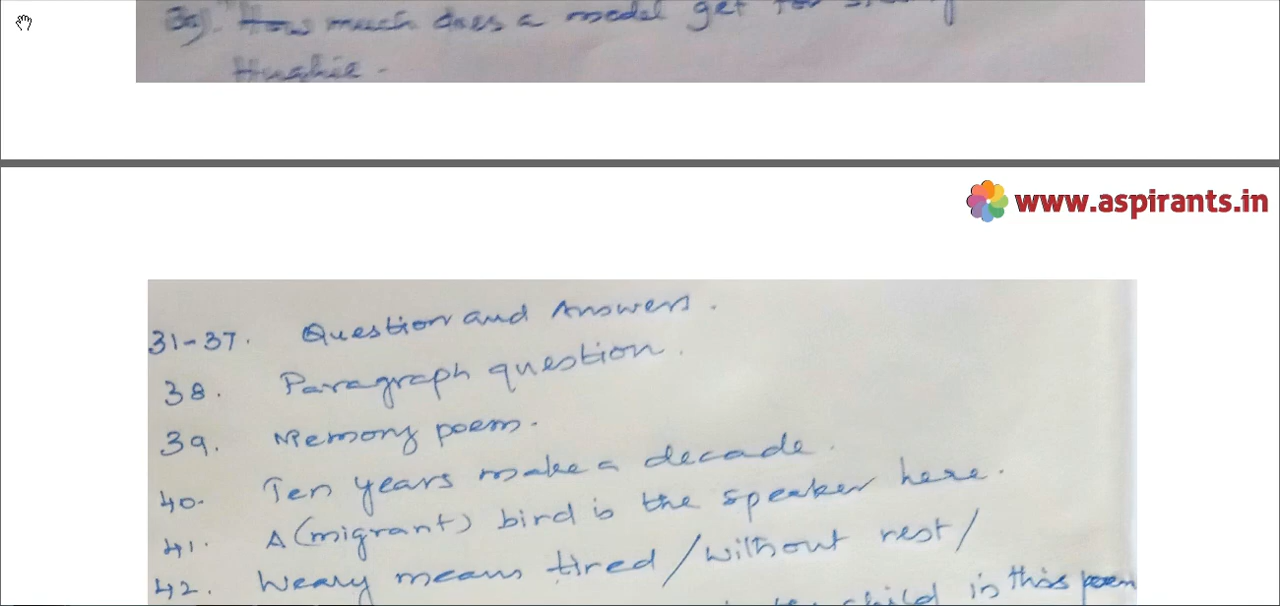 How much does a model get for
Hughie.
www.aspirants.in
31-37. Question and Answers.
38. Paragraph question.
39. Memory poem.
40. Ten years make a decade.
41. A (migrant) bird is the speaker here.
42. Weary means tired / without rest /
child in this poem